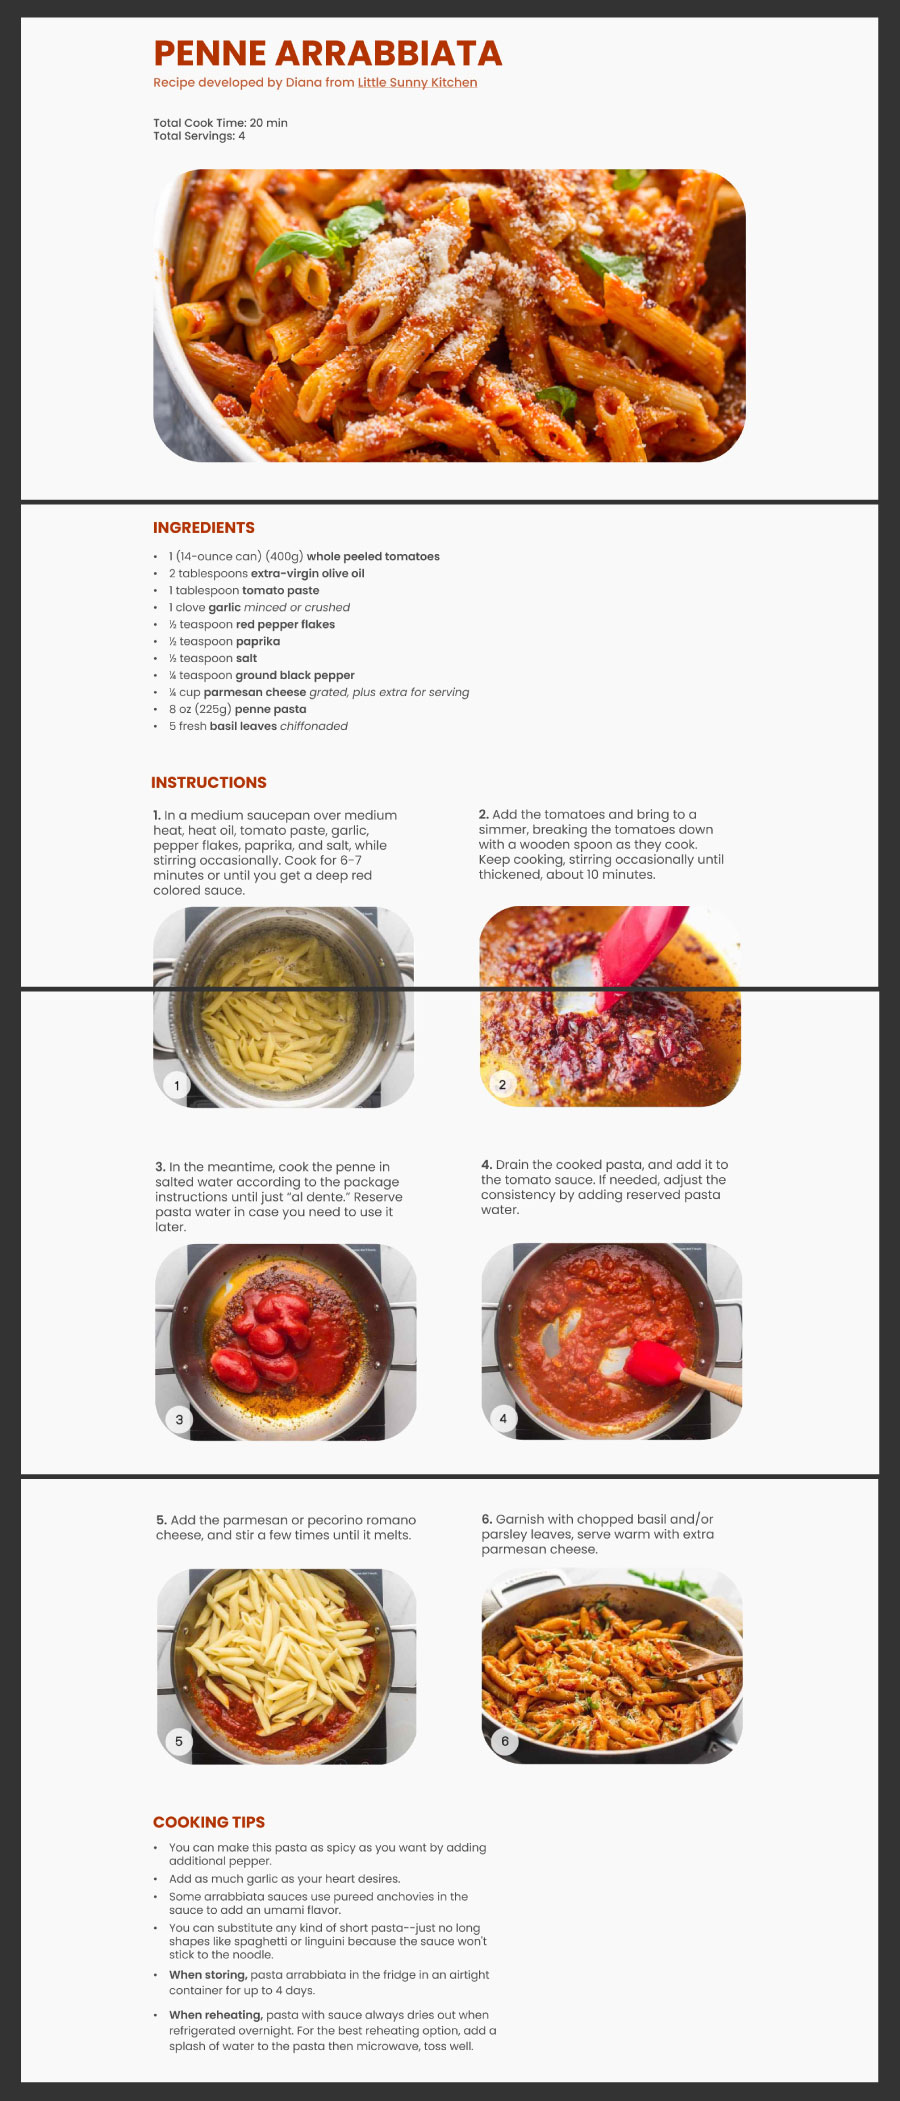 PENNE ARRABBIATA
Recipe developed by Diana from Little Sunny Kitchen
Total Cook Time: 20 min
Total Servings: 4
INGREDIENTS
• 1 (14-ounce can) (400g) whole peeled tomatoes
• 2 tablespoons extra-virgin olive oil
• 1 tablespoon tomato paste
• 1 clove garlic minced or crushed
• ½ teaspoon red pepper flakes
• ½ teaspoon paprika
• ½ teaspoon salt
• ¼ teaspoon ground black pepper
• ¼ cup parmesan cheese grated, plus extra for serving
• 8 oz (225g) penne pasta
• 5 fresh basil leaves chiffonaded
INSTRUCTIONS
1. In a medium saucepan over medium
heat, heat oil, tomato paste, garlic,
pepper flakes, paprika, and salt, while
stirring occasionally. Cook for 6-7
minutes or until you get a deep red
colored sauce.
1
2. Add the tomatoes and bring to a
simmer, breaking the tomatoes down
with a wooden spoon as they cook.
Keep cooking, stirring occasionally until
thickened, about 10 minutes.
2
3. In the meantime, cook the penne in
salted water according to the package
instructions until just “al dente.” Reserve
pasta water in case you need to use it
later.
3
4. Drain the cooked pasta, and add it to
the tomato sauce. If needed, adjust the
consistency by adding reserved pasta
water.
4
5. Add the parmesan or pecorino romano
cheese, and stir a few times until it melts.
5
6. Garnish with chopped basil and/or
parsley leaves, serve warm with extra
parmesan cheese.
6
COOKING TIPS
• You can make this pasta as spicy as you want by adding
additional pepper.
• Add as much garlic as your heart desires.
• Some arrabbiata sauces use pureed anchovies in the
sauce to add an umami flavor.
• You can substitute any kind of short pasta--just no long
shapes like spaghetti or linguini because the sauce won't
stick to the noodle.
• When storing, pasta arrabbiata in the fridge in an airtight
container for up to 4 days.
• When reheating, pasta with sauce always dries out when
refrigerated overnight. For the best reheating option, add a
splash of water to the pasta then microwave, toss well.